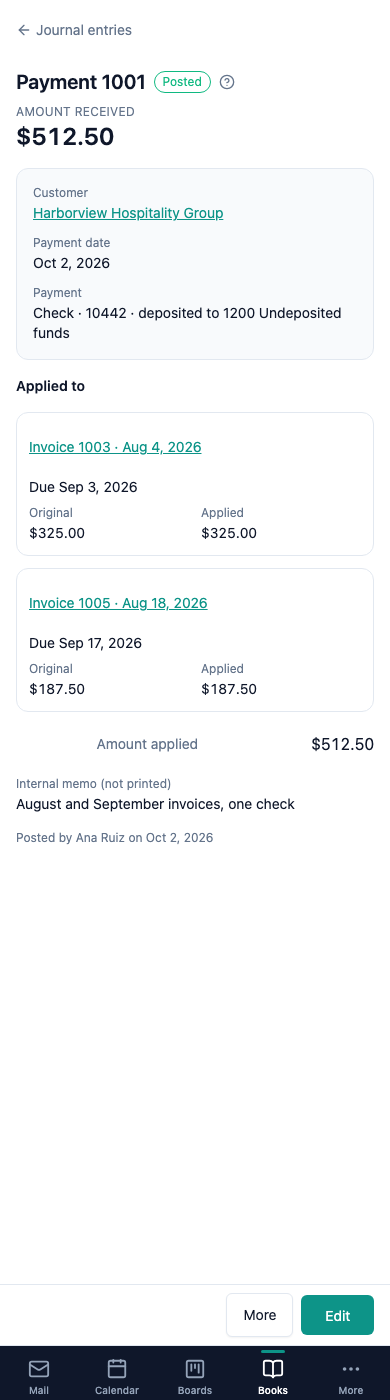 Journal entries
Payment 1001 Posted
AMOUNT RECEIVED
$512.50
Customer
Harborview Hospitality Group
Payment date
Oct 2, 2026
Payment
Check · 10442 · deposited to 1200 Undeposited
funds
Applied to
Invoice 1003 · Aug 4, 2026
Due Sep 3, 2026
Original Applied
$325.00 $325.00
Invoice 1005 · Aug 18, 2026
Due Sep 17, 2026
Original Applied
$187.50 $187.50
Amount applied $512.50
Internal memo (not printed)
August and September invoices, one check
Posted by Ana Ruiz on Oct 2, 2026
More Edit
Mail Calendar Boards Books More